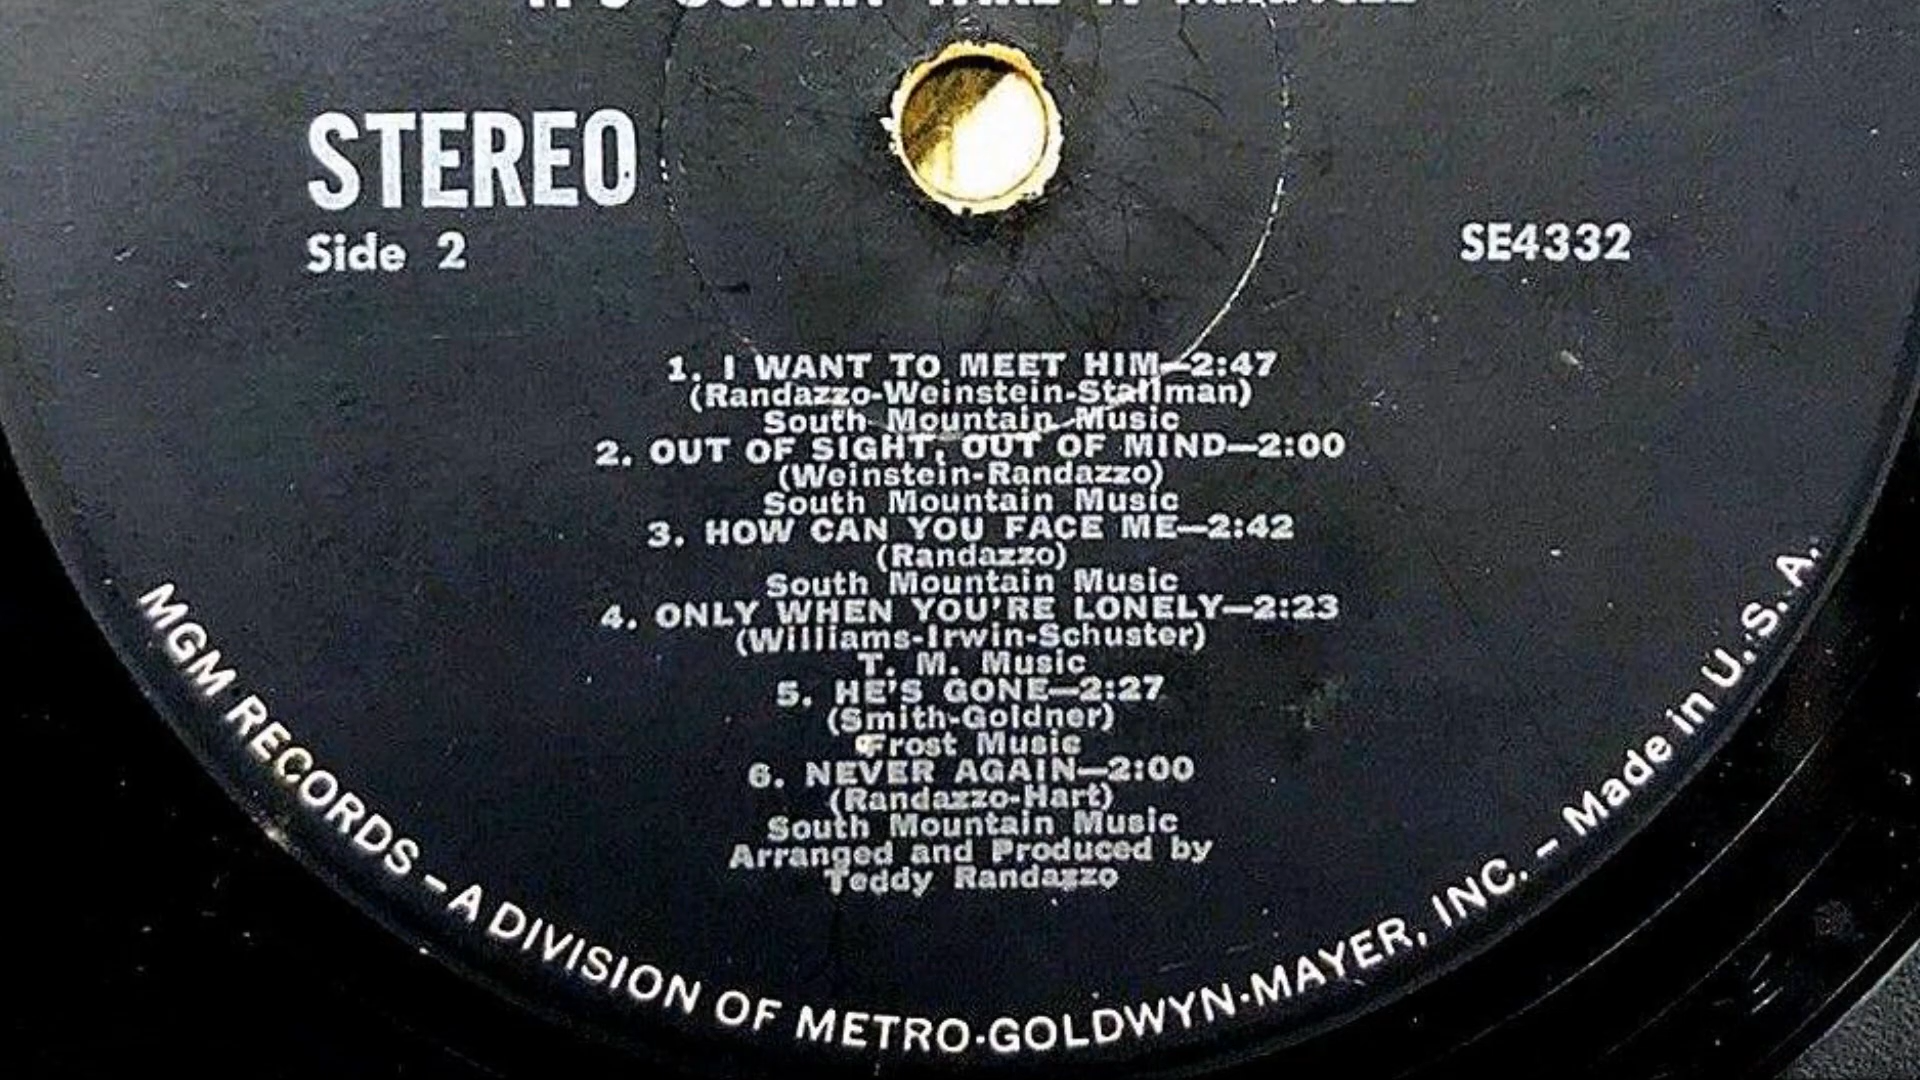 IT'S GONNA TAKE A MIRACLE
STEREO
Side 2
SE4332
1. I WANT TO MEET HIM—2:47
(Randazzo-Weinstein-Stallman)
South Mountain Music
2. OUT OF SIGHT, OUT OF MIND—2:00
(Weinstein-Randazzo)
South Mountain Music
3. HOW CAN YOU FACE ME—2:42
(Randazzo)
South Mountain Music
4. ONLY WHEN YOU'RE LONELY—2:23
(Williams-Irwin-Schuster)
T. M. Music
5. HE'S GONE—2:27
(Smith-Goldner)
Frost Music
6. NEVER AGAIN—2:00
(Randazzo-Hart)
South Mountain Music
Arranged and Produced by
Teddy Randazzo
MGM RECORDS – A DIVISION OF METRO-GOLDWYN-MAYER, INC. – Made in U.S.A.